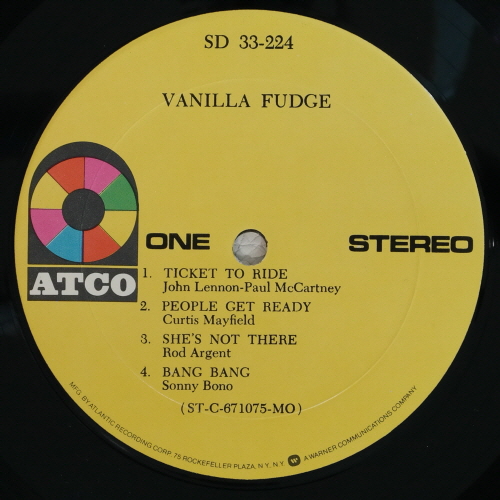 SD 33-224
VANILLA FUDGE
ONE
STEREO
ATCO
1. TICKET TO RIDE
John Lennon-Paul McCartney
2. PEOPLE GET READY
Curtis Mayfield
3. SHE'S NOT THERE
Rod Argent
4. BANG BANG
Sonny Bono
(ST-C-671075-MO)
MFG. BY ATLANTIC RECORDING CORP. 75 ROCKEFELLER PLAZA, N.Y. N.Y. W A WARNER COMMUNICATIONS COMPANY